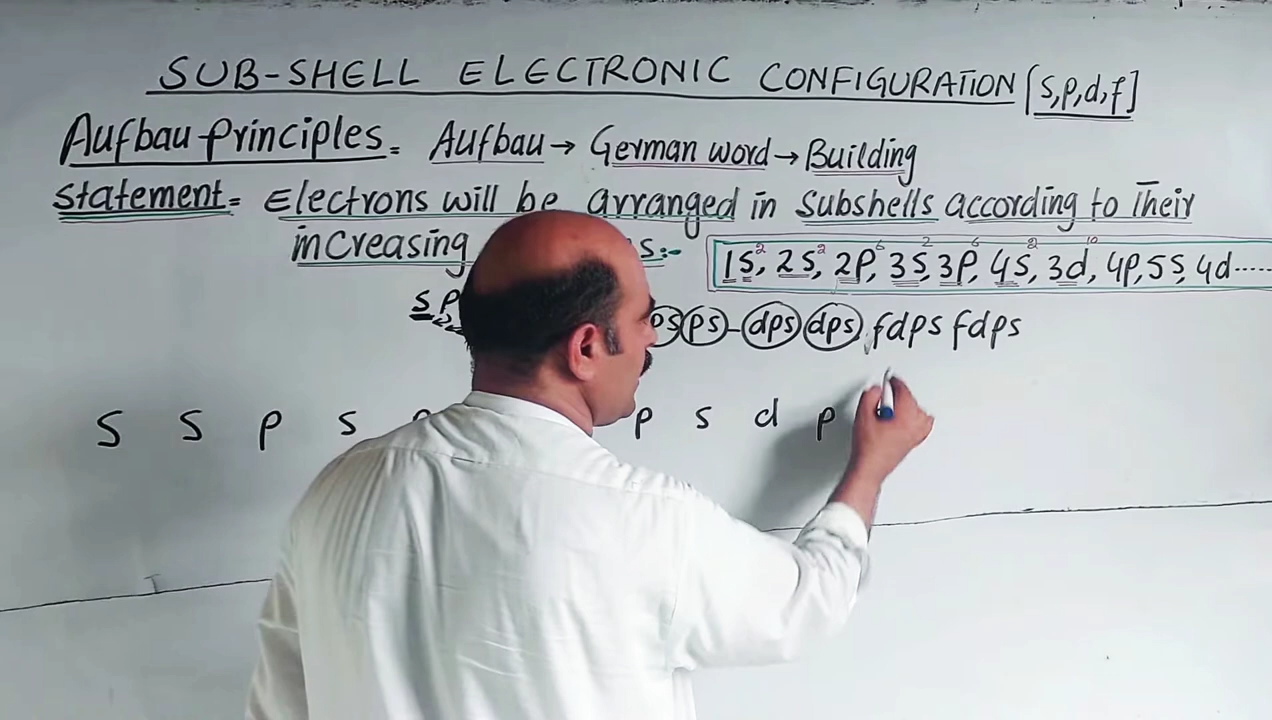 SUB-SHELL ELECTRONIC CONFIGURATION [s,p,d,f]
Aufbau principles = Aufbau → German word → Building
Statement = Electrons will be arranged in Subshells according to Their
increasing s:- 1s², 2s², 2p⁶, 3s², 3p⁶, 4s², 3d¹⁰, 4p, 5s, 4d.....
s p ps ps - dps dps, fdps fdps
s s p s p s d p